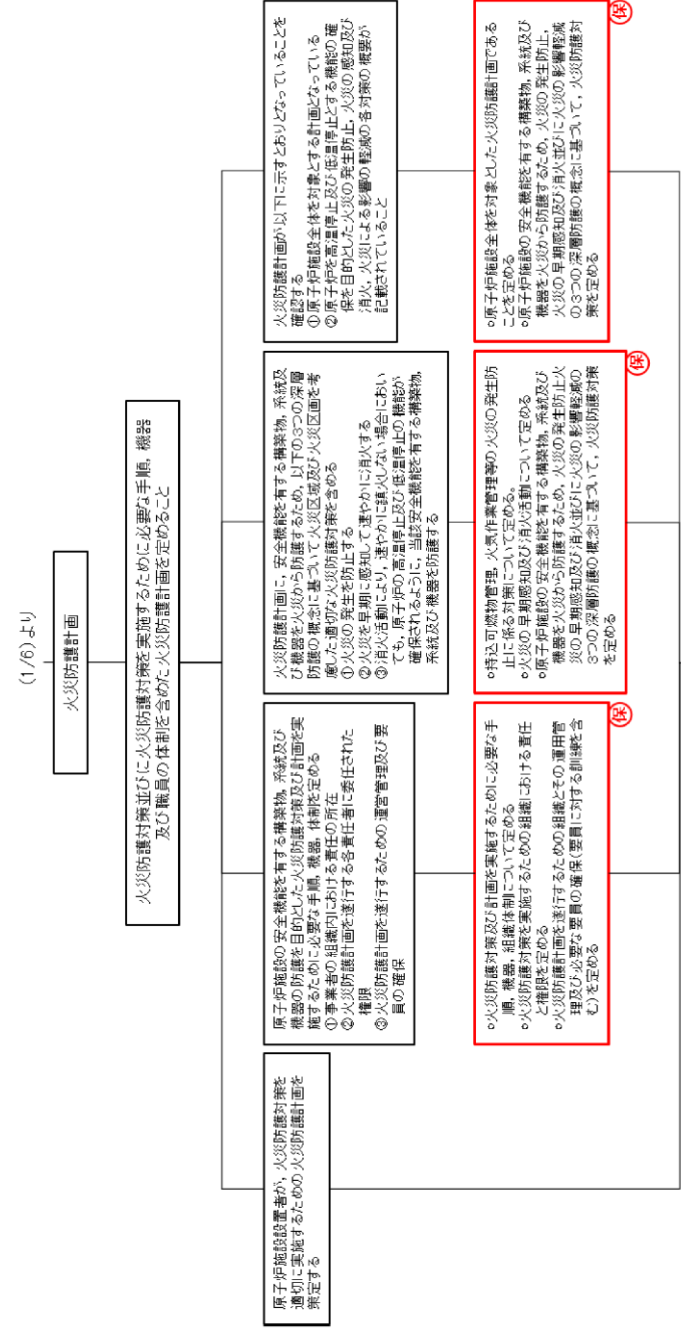 (1/6)より
火災防護計画
火災防護対策並びに火災防護対策を実施するために必要な手順，機器
及び職員の体制を含めた火災防護計画を定めること
原子炉施設設置者が，火災防護対策を
適切に実施するための火災防護計画を
策定する
原子炉施設の安全機能を有する構築物，系統及び
機器の防護を目的とした火災防護対策及び計画を実
施するために必要な手順，機器，体制を定める
①事業者の組織内における責任の所在
②火災防護計画を遂行する各責任者に委任された
権限
③火災防護計画を遂行するための運営管理及び要
員の確保
火災防護計画に，安全機能を有する構築物，系統及
び機器を火災から防護するため，以下の3つの深層
防護の概念に基づいて火災区域及び火災区画を考
慮した適切な火災防護対策を含める
①火災の発生を防止する
②火災を早期に感知して速やかに消火する
③消火活動により，速やかに鎮火しない場合におい
ても，原子炉の高温停止及び低温停止の機能が
確保されるように，当該安全機能を有する構築物，
系統及び機器を防護する
火災防護計画が以下に示すとおりとなっていることを
確認する
①原子炉施設全体を対象とする計画となっている
②原子炉を高温停止及び低温停止とする機能の確
保を目的とした火災の発生防止，火災の感知及び
消火，火災による影響の軽減の各対策の概要が
記載されていること
○火災防護対策及び計画を実施するために必要な手
順，機器，組織体制について定める
○火災防護対策を実施するための組織における責任
と権限を定める
○火災防護計画を遂行するための組織とその運用管
理及び必要な要員の確保（要員に対する訓練を含
む）を定める
保
○持込可燃物管理，火気作業管理等の火災の発生防
止に係る対策について定める。
○火災の早期感知及び消火活動について定める
○原子炉施設の安全機能を有する構築物，系統及び
機器を火災から防護するため，火災の発生防止火
災の早期感知及び消火並びに火災の影響軽減の
3つの深層防護の概念に基づいて，火災防護対策
を定める
保
○原子炉施設全体を対象とした火災防護計画である
ことを定める
○原子炉施設の安全機能を有する構築物，系統及び
機器を火災から防護するため，火災の発生防止，
火災の早期感知及び消火並びに火災の影響軽減
の3つの深層防護の概念に基づいて，火災防護対
策を定める
保